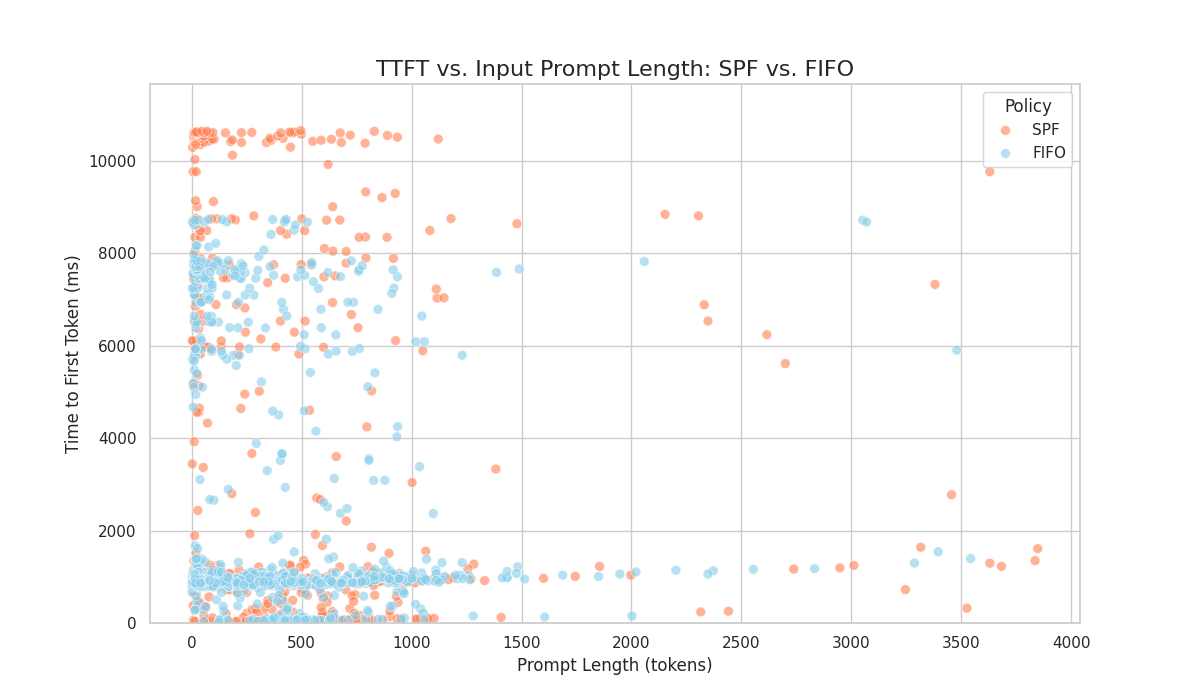 TTFT vs. Input Prompt Length: SPF vs. FIFO
Policy
SPF
FIFO
Time to First Token (ms)
10000
8000
6000
4000
2000
0
0 500 1000 1500 2000 2500 3000 3500 4000
Prompt Length (tokens)